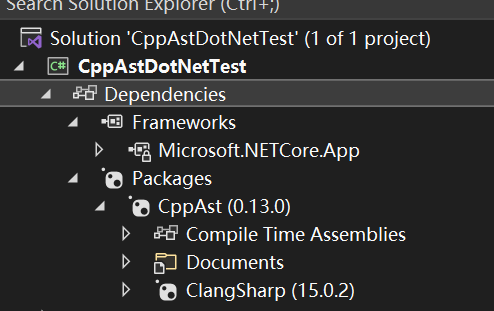 Search Solution Explorer (Ctrl+;)
Solution 'CppAstDotNetTest' (1 of 1 project)
C# CppAstDotNetTest
Dependencies
Frameworks
Microsoft.NETCore.App
Packages
CppAst (0.13.0)
Compile Time Assemblies
Documents
ClangSharp (15.0.2)